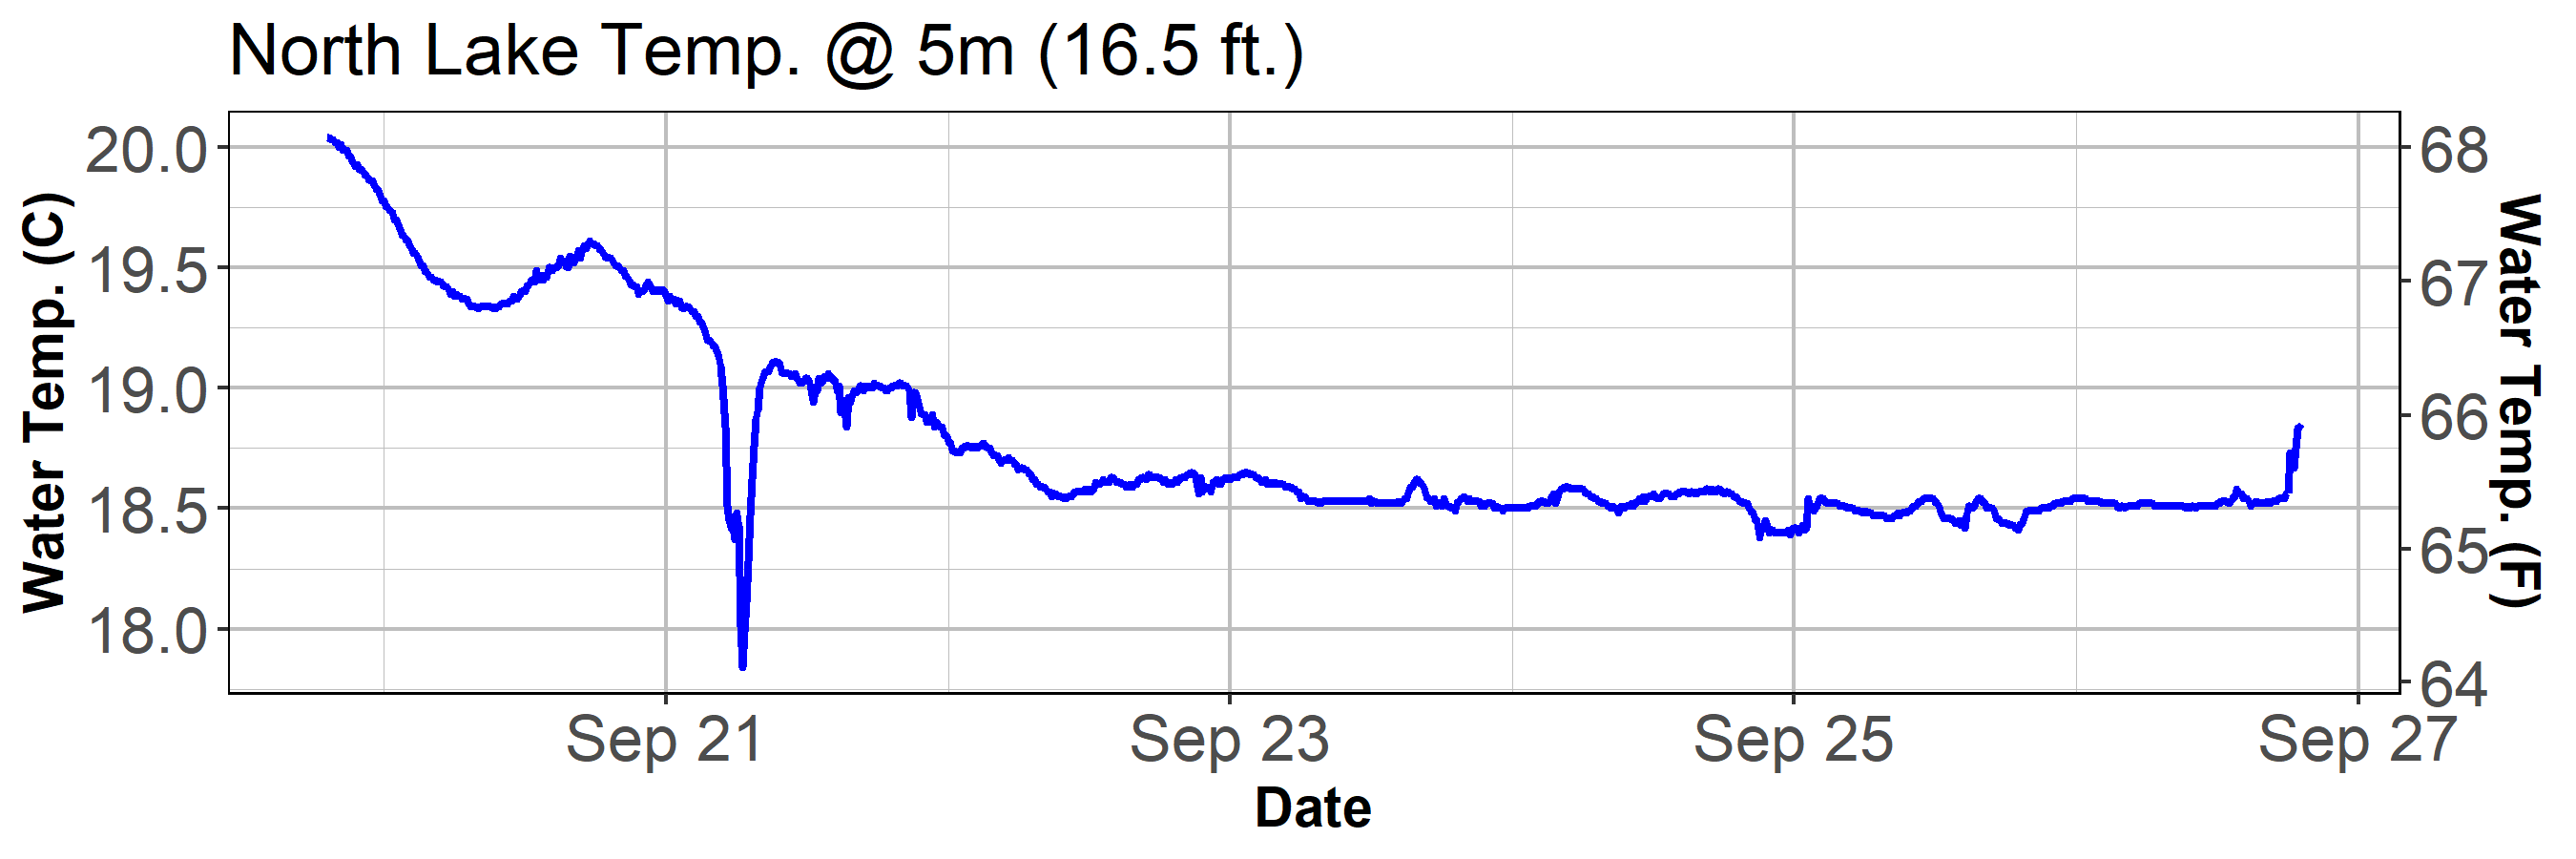 North Lake Temp. @ 5m (16.5 ft.)
Water Temp. (C)
20.0
19.5
19.0
18.5
18.0
68
67
66
65
64
Water Temp. (F)
Sep 21 Sep 23 Sep 25 Sep 27
Date